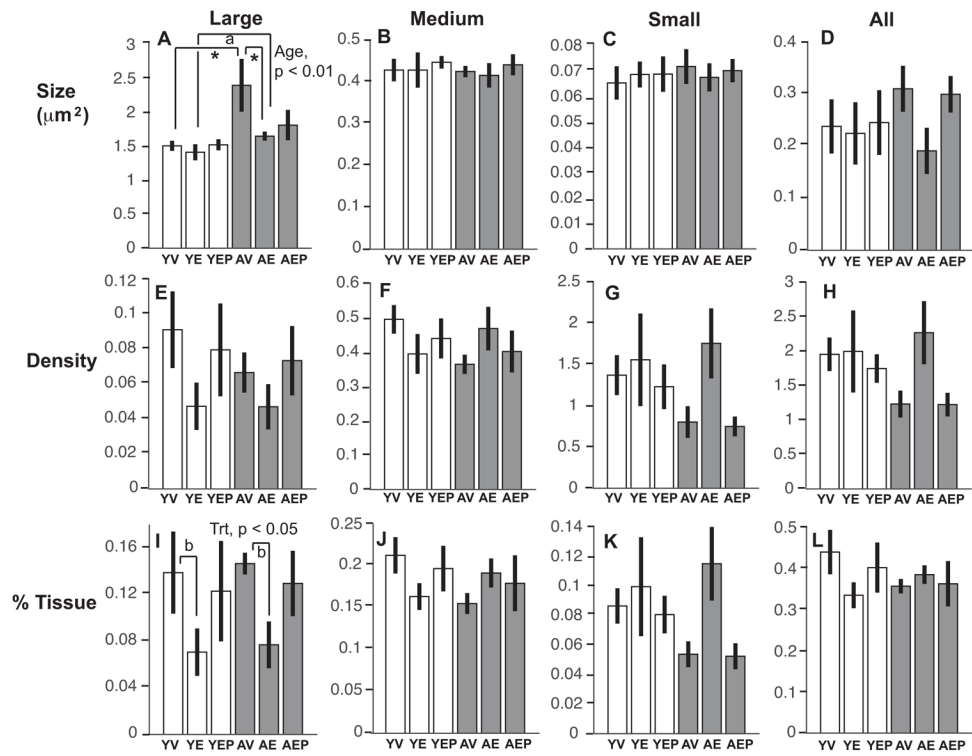 Large Medium Small All
Size
(μm²)
A
a
* *
Age,
p < 0.01
3
2.5
2
1.5
1.5
0.5
0
YV YE YEP AV AE AEP
B
0.5
0.4
0.3
0.2
0.1
0
YV YE YEP AV AE AEP
C
0.08
0.07
0.06
0.05
0.04
0.03
0.02
0.01
0
YV YE YEP AV AE AEP
D
0.4
0.3
0.2
0.1
0
YV YE YEP AV AE AEP
Density
E
0.12
0.1
0.08
0.06
0.04
0.02
0
YV YE YEP AV AE AEP
F
0.6
0.5
0.4
0.3
0.2
0.1
0
YV YE YEP AV AE AEP
G
2.5
2
1.5
1
0.5
0
YV YE YEP AV AE AEP
H
3
2.5
2
1.5
1
0.5
0
YV YE YEP AV AE AEP
% Tissue
I
Trt, p < 0.05
b b
0.16
0.12
0.08
0.04
0
YV YE YEP AV AE AEP
J
0.25
0.2
0.15
0.1
0.05
0
YV YE YEP AV AE AEP
K
0.14
0.12
0.1
0.08
0.06
0.04
0.02
0
YV YE YEP AV AE AEP
L
0.5
0.4
0.3
0.2
0.1
0
YV YE YEP AV AE AEP